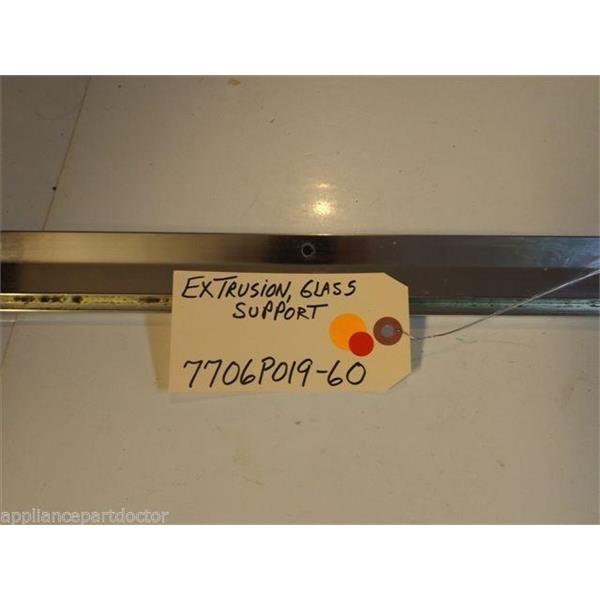 EXTRUSION, GLASS
SUPPORT
7706P019-60
appliancepartdoctor